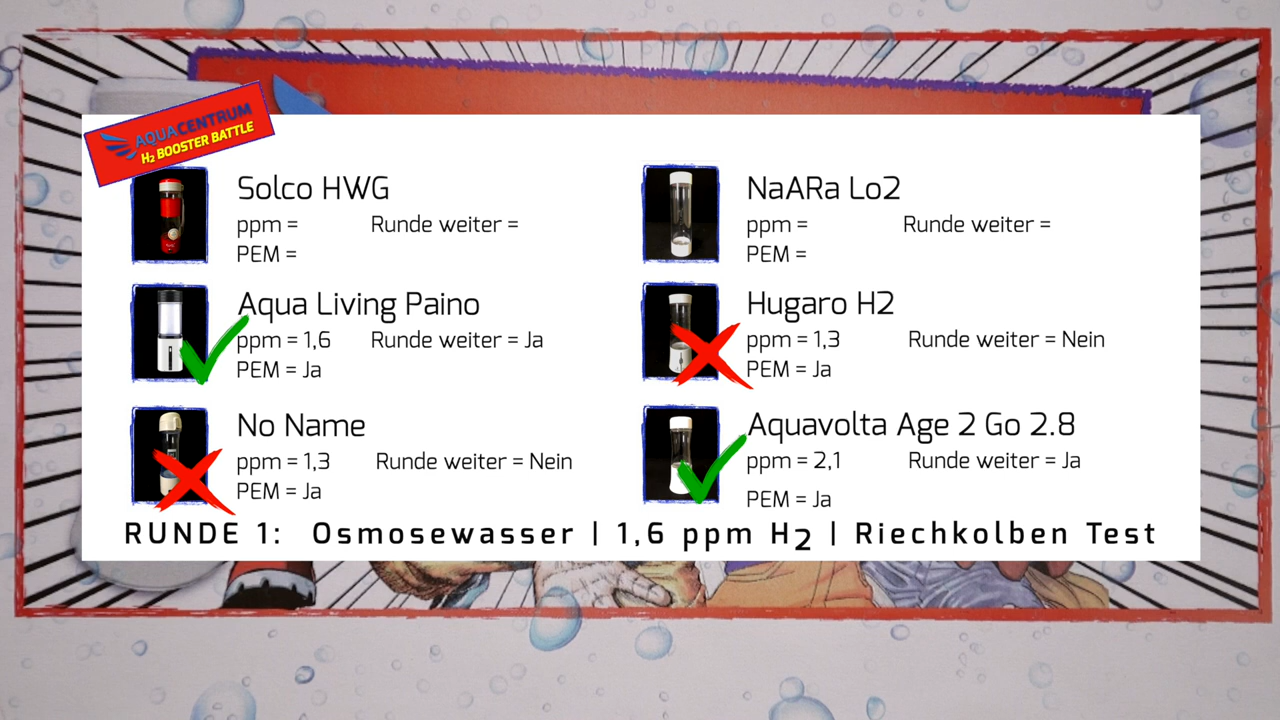 AQUACENTRUM
H2 BOOSTER BATTLE
Solco HWG
ppm = Runde weiter =
PEM =
NaARa Lo2
ppm = Runde weiter =
PEM =
Aqua Living Paino
ppm = 1,6 Runde weiter = Ja
PEM = Ja
Hugaro H2
ppm = 1,3 Runde weiter = Nein
PEM = Ja
No Name
ppm = 1,3 Runde weiter = Nein
PEM = Ja
Aquavolta Age 2 Go 2.8
ppm = 2,1 Runde weiter = Ja
PEM = Ja
RUNDE 1: Osmosewasser | 1,6 ppm H2 | Riechkolben Test